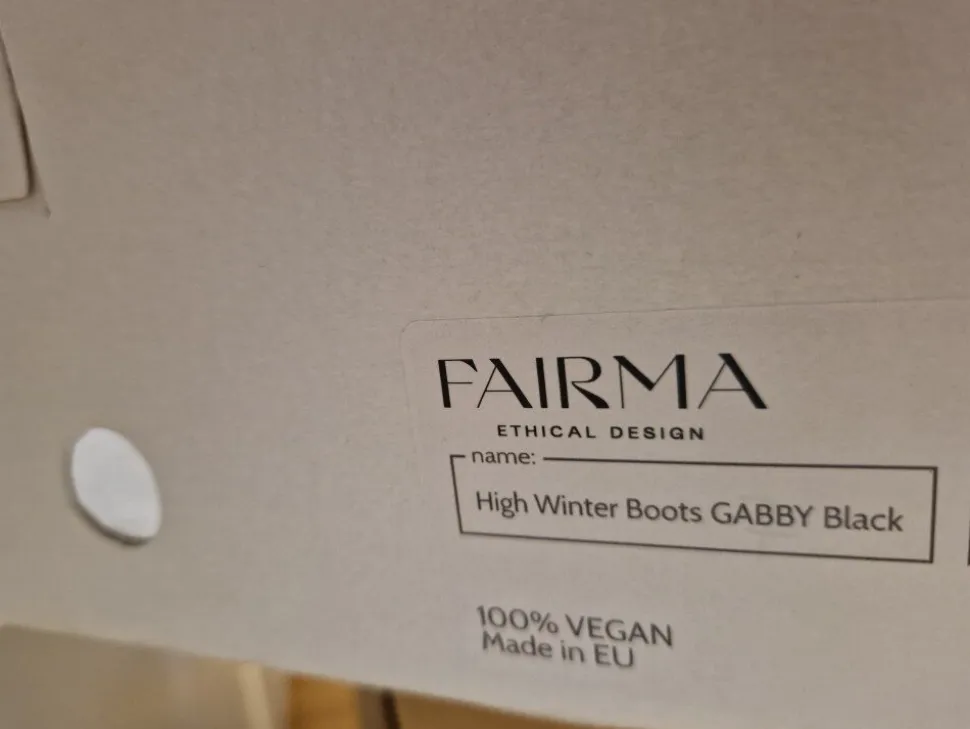 FAIRMA
ETHICAL DESIGN
name:
High Winter Boots GABBY Black
100% VEGAN
Made in EU